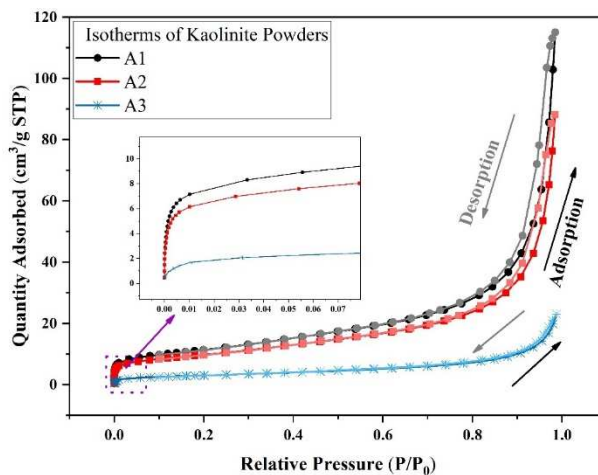 Isotherms of Kaolinite Powders
A1
A2
A3
Quantity Adsorbed (cm³/g STP)
120
100
80
60
40
20
0
10
8
6
4
2
0
0.00 0.01 0.02 0.03 0.04 0.05 0.06 0.07
Desorption
Adsorption
0.0 0.2 0.4 0.6 0.8 1.0
Relative Pressure (P/P₀)